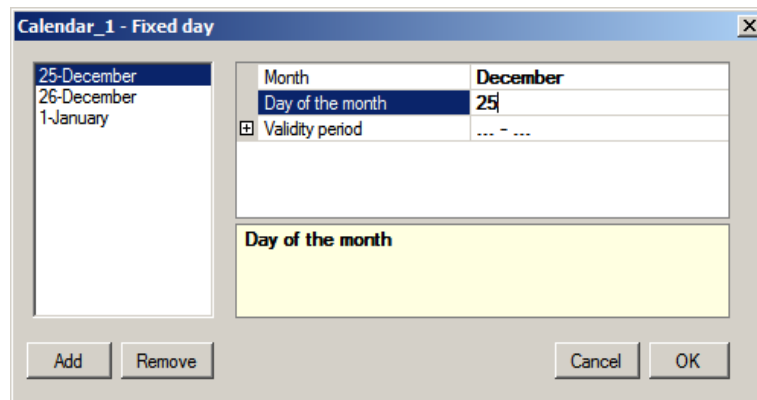 Calendar_1 - Fixed day
25-December
26-December
1-January
Month December
Day of the month 25
Validity period ... - ...
Day of the month
Add Remove Cancel OK